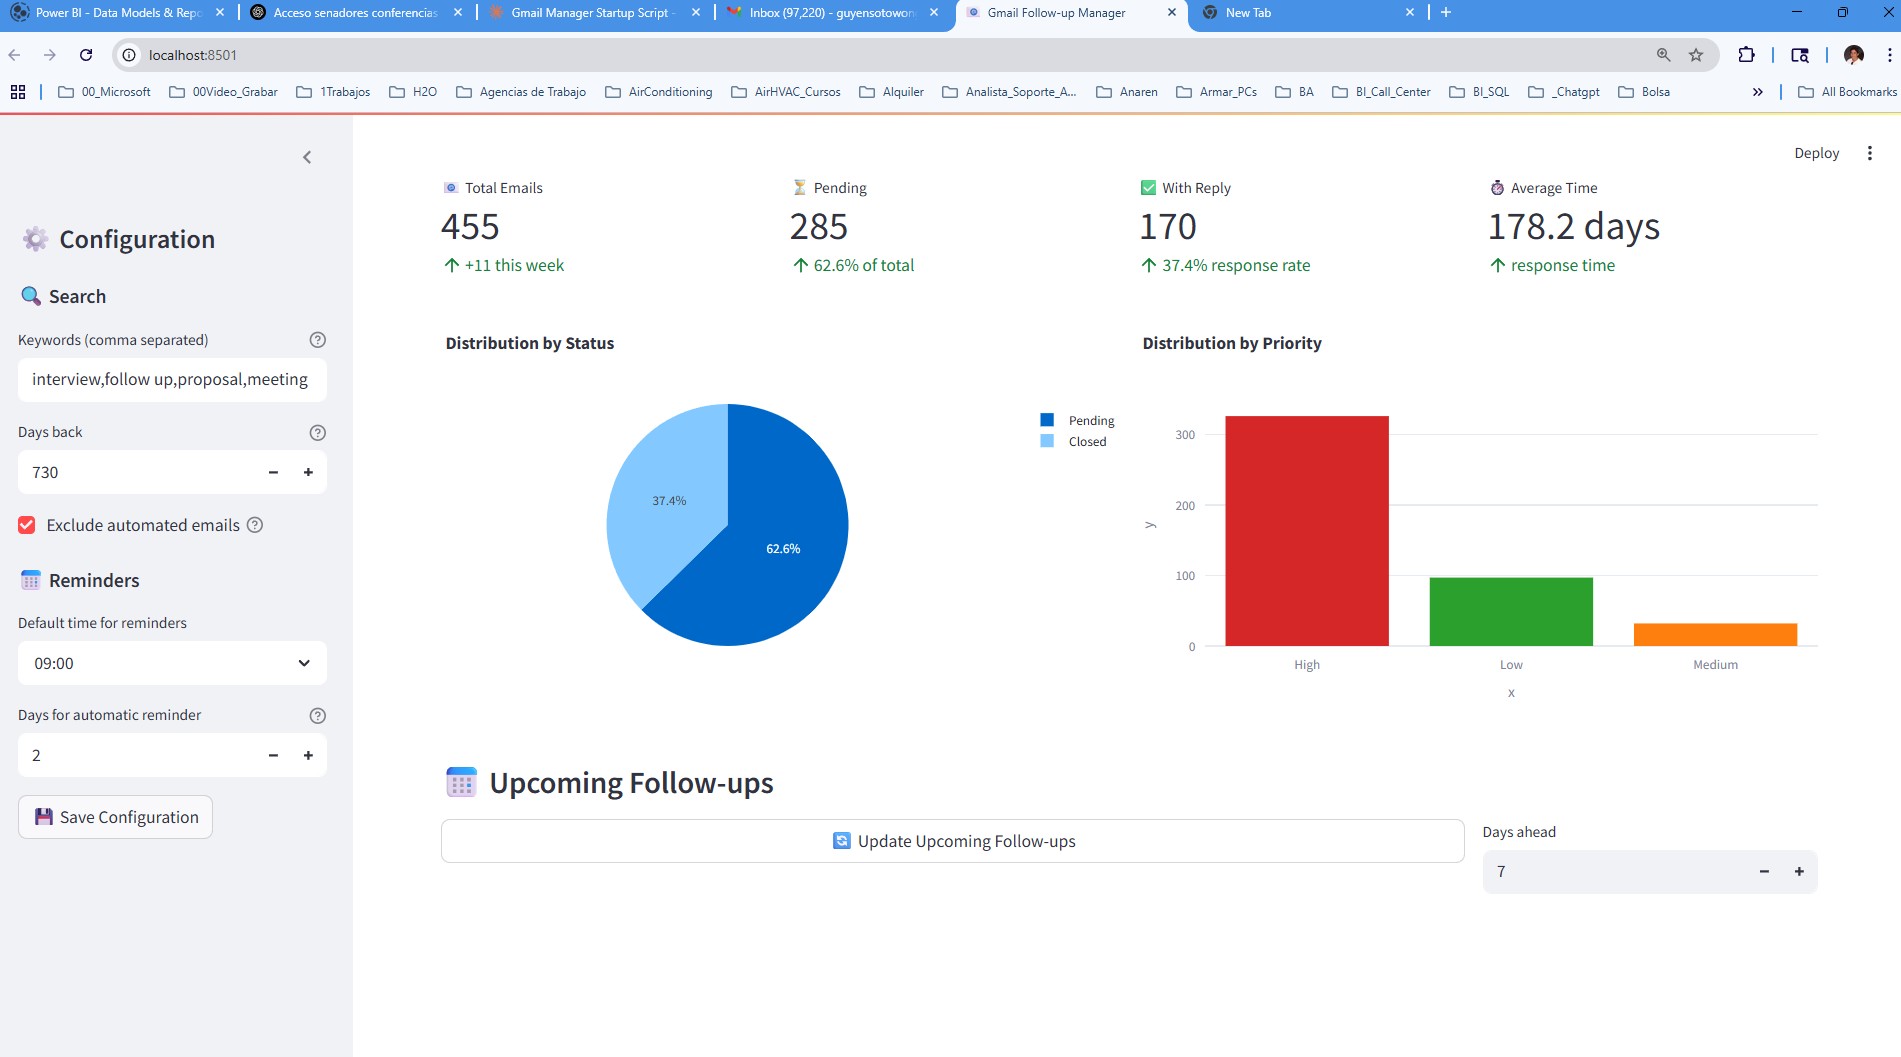 Power BI - Data Models & Repo
Acceso senadores conferencias
Gmail Manager Startup Script -
Inbox (97,220) - guyensotowon
Gmail Follow-up Manager
New Tab
localhost:8501
00_Microsoft
00Video_Grabar
1Trabajos
H2O
Agencias de Trabajo
AirConditioning
AirHVAC_Cursos
Alquiler
Analista_Soporte_A...
Anaren
Armar_PCs
BA
BI_Call_Center
BI_SQL
_Chatgpt
Bolsa
All Bookmarks
Deploy
Configuration
Search
Keywords (comma separated)
interview,follow up,proposal,meeting
Days back
730
Exclude automated emails
Reminders
Default time for reminders
09:00
Days for automatic reminder
2
Save Configuration
Total Emails
455
+11 this week
Pending
285
62.6% of total
With Reply
170
37.4% response rate
Average Time
178.2 days
response time
Distribution by Status
37.4%
62.6%
Pending
Closed
Distribution by Priority
300
200
100
0
y
High
Low
Medium
x
Upcoming Follow-ups
Update Upcoming Follow-ups
Days ahead
7